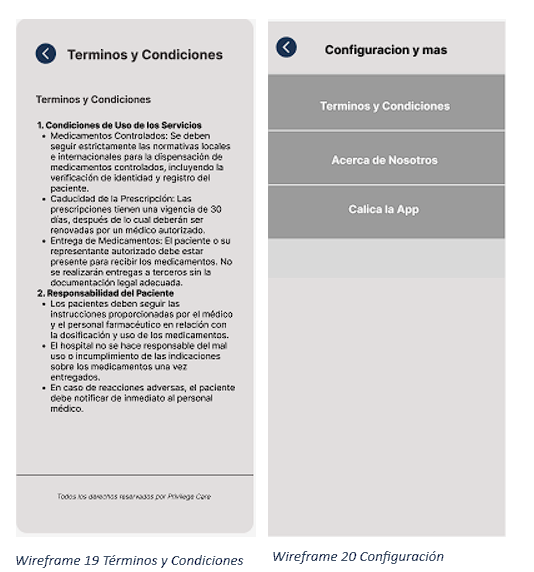 Terminos y Condiciones
Terminos y Condiciones
1. Condiciones de Uso de los Servicios
• Medicamentos Controlados: Se deben
seguir estrictamente las normativas locales
e internacionales para la dispensación de
medicamentos controlados, incluyendo la
verificación de identidad y registro del
paciente.
• Caducidad de la Prescripción: Las
prescripciones tienen una vigencia de 30
días, después de lo cual deberán ser
renovadas por un médico autorizado.
• Entrega de Medicamentos: El paciente o su
representante autorizado debe estar
presente para recibir los medicamentos. No
se realizarán entregas a terceros sin la
documentación legal adecuada.
2. Responsabilidad del Paciente
• Los pacientes deben seguir las
instrucciones proporcionadas por el médico
y el personal farmacéutico en relación con
la dosificación y uso de los medicamentos.
• El hospital no se hace responsable del mal
uso o incumplimiento de las indicaciones
sobre los medicamentos una vez
entregados.
• En caso de reacciones adversas, el paciente
debe notificar de inmediato al personal
médico.
Todos los derechos reservados por Privilege Care
Wireframe 19 Términos y Condiciones
Configuracion y mas
Terminos y Condiciones
Acerca de Nosotros
Calica la App
Wireframe 20 Configuración